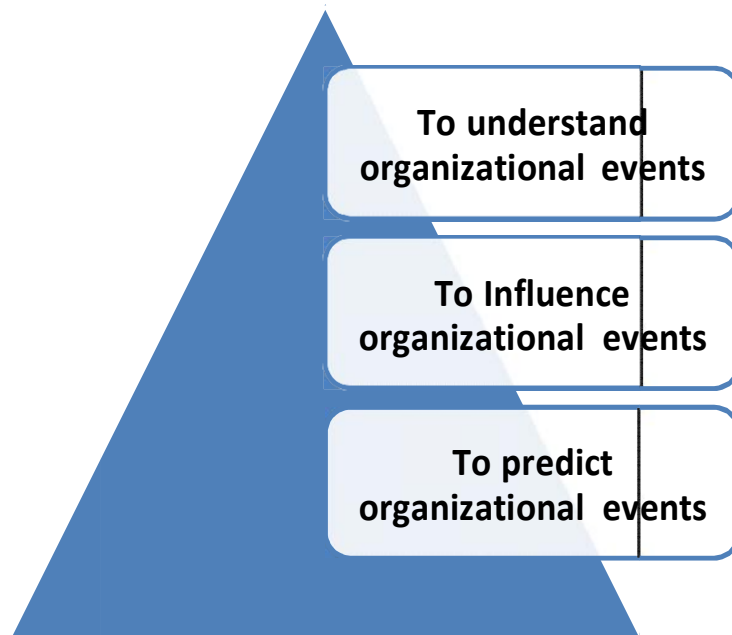 To understand
organizational events
To Influence
organizational events
To predict
organizational events